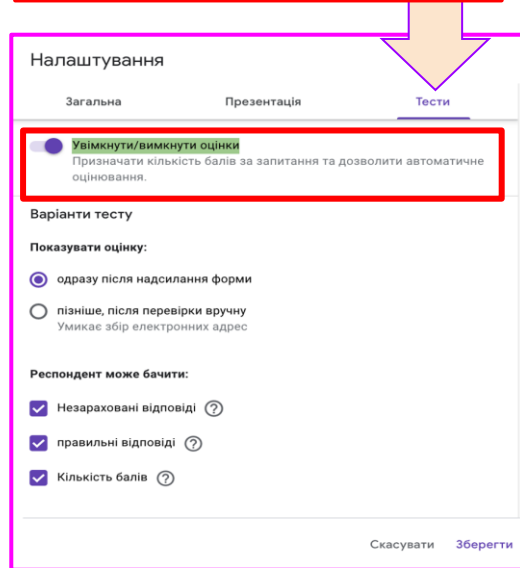 Налаштування
Загальна Презентація Тести
Увімкнути/вимкнути оцінки
Призначати кількість балів за запитання та дозволити автоматичне
оцінювання.
Варіанти тесту
Показувати оцінку:
одразу після надсилання форми
пізніше, після перевірки вручну
Умикає збір електронних адрес
Респондент може бачити:
Незараховані відповіді ?
правильні відповіді ?
Кількість балів ?
Скасувати Зберегти